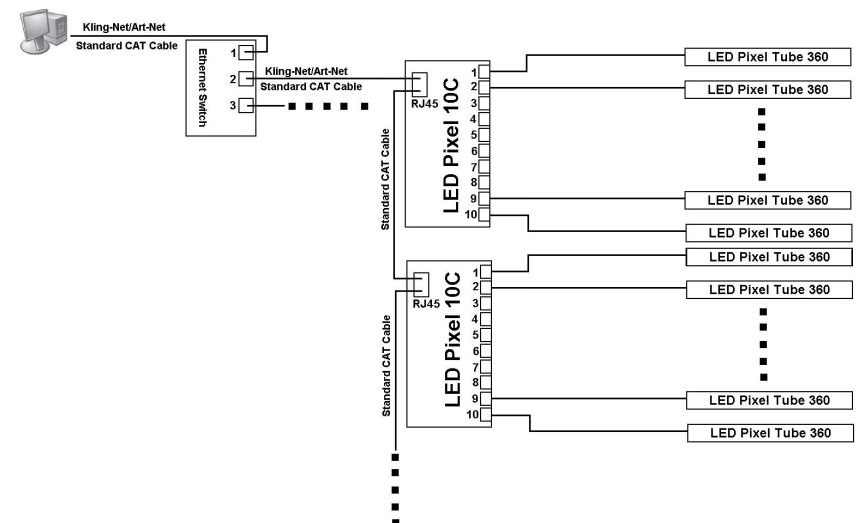 Kling-Net/Art-Net
Standard CAT Cable
Ethernet Switch
1
2
3
Kling-Net/Art-Net
Standard CAT Cable
RJ45
LED Pixel 10C
1
2
3
4
5
6
7
8
9
10
LED Pixel Tube 360
LED Pixel Tube 360
LED Pixel Tube 360
LED Pixel Tube 360
Standard CAT Cable
RJ45
LED Pixel 10C
1
2
3
4
5
6
7
8
9
10
LED Pixel Tube 360
LED Pixel Tube 360
LED Pixel Tube 360
LED Pixel Tube 360
Standard CAT Cable